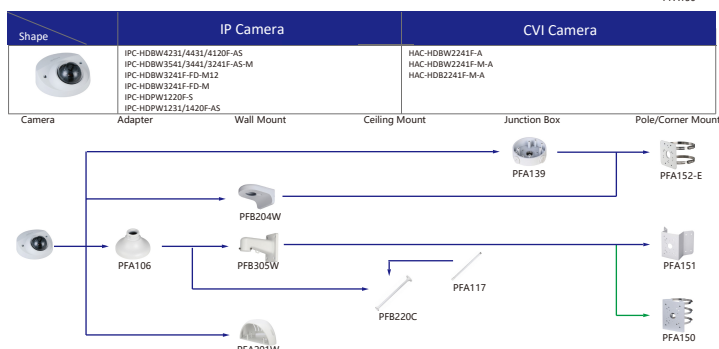 Shape
IP Camera
CVI Camera
IPC-HDBW4231/4431/4120F-AS
IPC-HDBW3541/3441/3241F-AS-M
IPC-HDBW3241F-FD-M12
IPC-HDBW3241F-FD-M
IPC-HDPW1220F-S
IPC-HDPW1231/1420F-AS
HAC-HDBW2241F-A
HAC-HDBW2241F-M-A
HAC-HDB2241F-M-A
Camera
Adapter
Wall Mount
Ceiling Mount
Junction Box
Pole/Corner Mount
PFA139
PFA152-E
PFB204W
PFA106
PFB305W
PFA151
PFA117
PFB220C
PFA150